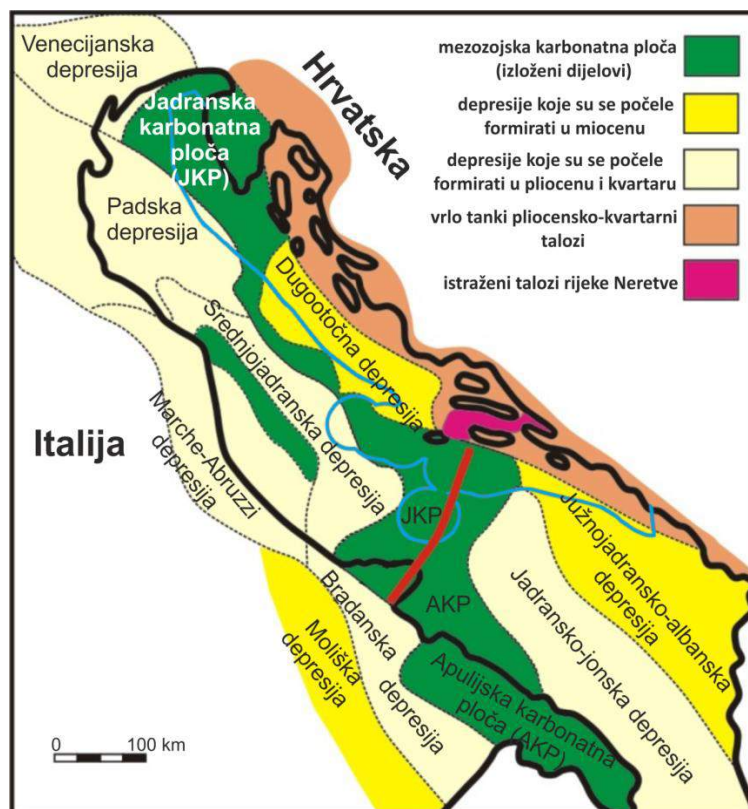 Venecijanska
depresija
Jadranska
karbonatna
ploča
(JKP)
Hrvatska
Padska
depresija
Dugootočna depresija
Srednjojadranska depresija
Marche-Abruzzi
depresija
Italija
JKP
AKP
Južnojadransko-albanska
depresija
Jadransko-jonska depresija
Bradanska
depresija
Moliška
depresija
Apulijska karbonatna
ploča (AKP)
0 100 km
mezozojska karbonatna ploča
(izloženi dijelovi)
depresije koje su se počele
formirati u miocenu
depresije koje su se počele
formirati u pliocenu i kvartaru
vrlo tanki pliocensko-kvartarni
talozi
istraženi talozi rijeke Neretve